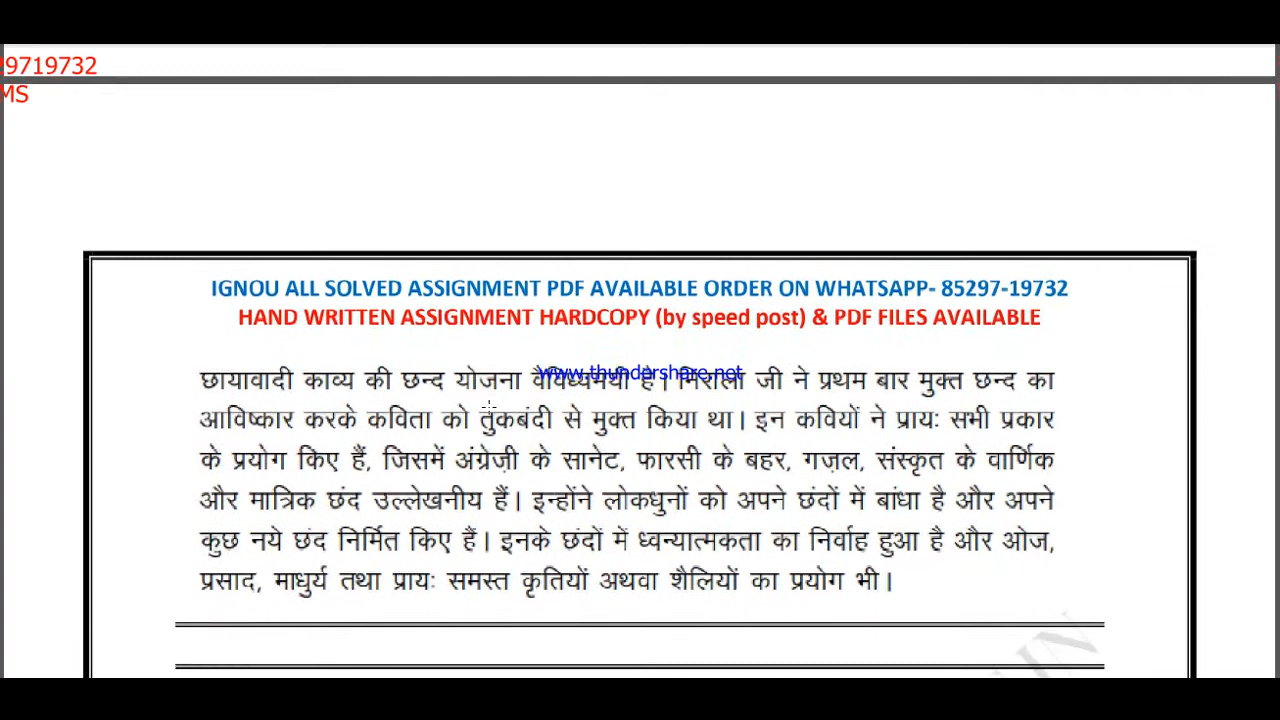 9719732
MS
IGNOU ALL SOLVED ASSIGNMENT PDF AVAILABLE ORDER ON WHATSAPP- 85297-19732
HAND WRITTEN ASSIGNMENT HARDCOPY (by speed post) & PDF FILES AVAILABLE
www.thundershare.net
छायावादी काव्य की छन्द योजना वैविध्यमयी है। निराला जी ने प्रथम बार मुक्त छन्द का
आविष्कार करके कविता को तुकबंदी से मुक्त किया था। इन कवियों ने प्रायः सभी प्रकार
के प्रयोग किए हैं, जिसमें अंग्रेज़ी के सानेट, फारसी के बहर, गज़ल, संस्कृत के वार्णिक
और मात्रिक छंद उल्लेखनीय हैं। इन्होंने लोकधुनों को अपने छंदों में बांधा है और अपने
कुछ नये छंद निर्मित किए हैं। इनके छंदों में ध्वन्यात्मकता का निर्वाह हुआ है और ओज,
प्रसाद, माधुर्य तथा प्रायः समस्त कृतियों अथवा शैलियों का प्रयोग भी।